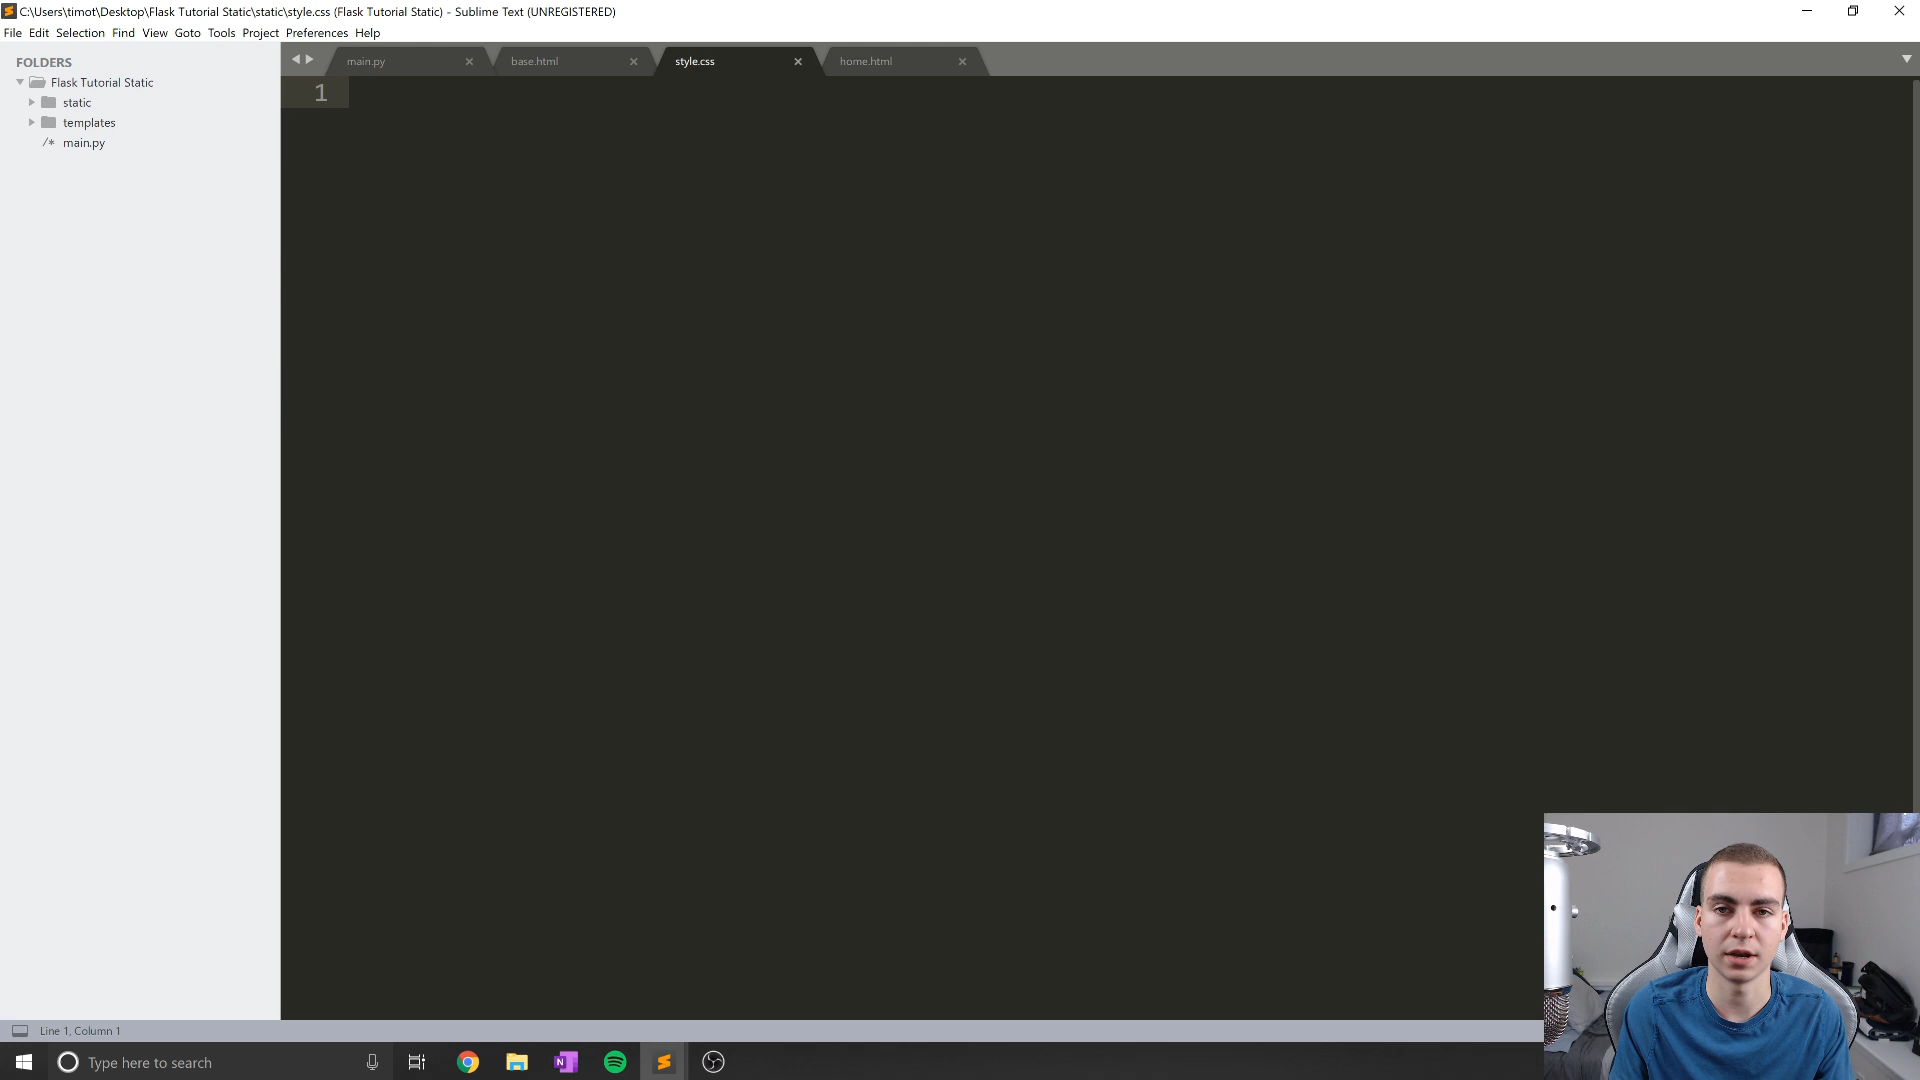 C:\Users\timot\Desktop\Flask Tutorial Static\static\style.css (Flask Tutorial Static) - Sublime Text (UNREGISTERED)
File Edit Selection Find View Goto Tools Project Preferences Help
FOLDERS
Flask Tutorial Static
static
templates
/* main.py
main.py
base.html
style.css
home.html
1
Line 1, Column 1
Type here to search
N